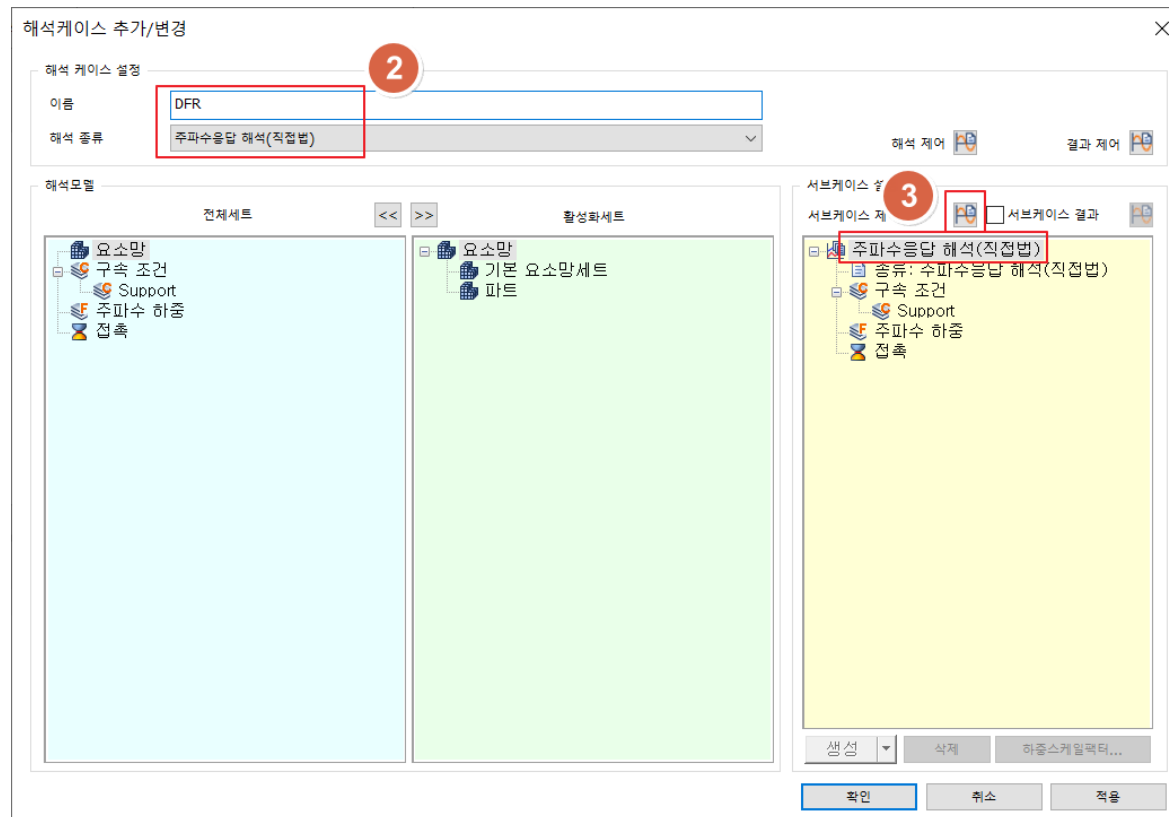 해석케이스 추가/변경
해석 케이스 설정
2
이름
DFR
해석 종류
주파수응답 해석(직접법)
해석 제어
결과 제어
해석모델
전체세트
<<
>>
활성화세트
요소망
구속 조건
Support
주파수 하중
접촉
요소망
기본 요소망세트
파트
서브케이스
3
서브케이스 제
서브케이스 결과
주파수응답 해석(직접법)
종류: 주파수응답 해석(직접법)
구속 조건
Support
주파수 하중
접촉
생성
삭제
하중스케일팩터...
확인
취소
적용